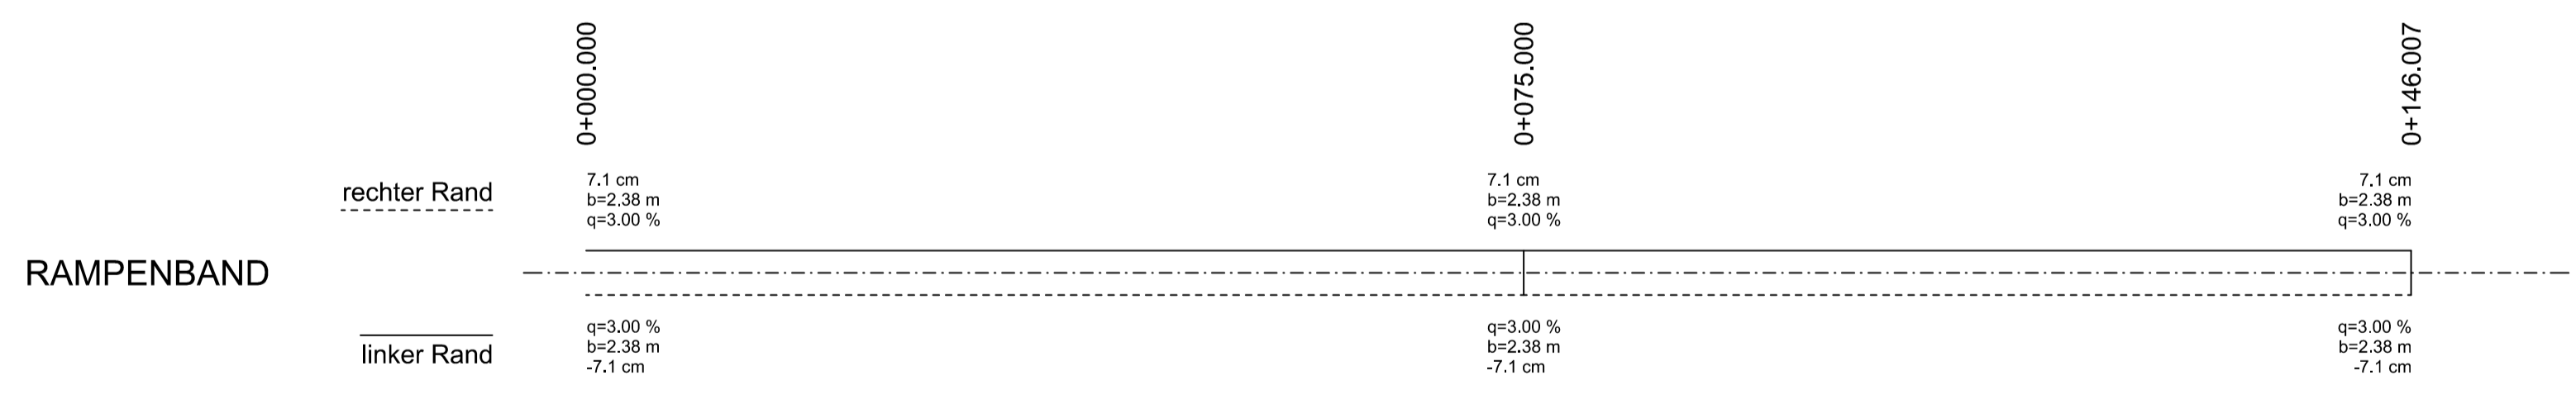 0+000.000
0+075.000
0+146.007
rechter Rand
7.1 cm
b=2.38 m
q=3.00 %
7.1 cm
b=2.38 m
q=3.00 %
7.1 cm
b=2.38 m
q=3.00 %
RAMPENBAND
linker Rand
q=3.00 %
b=2.38 m
-7.1 cm
q=3.00 %
b=2.38 m
-7.1 cm
q=3.00 %
b=2.38 m
-7.1 cm